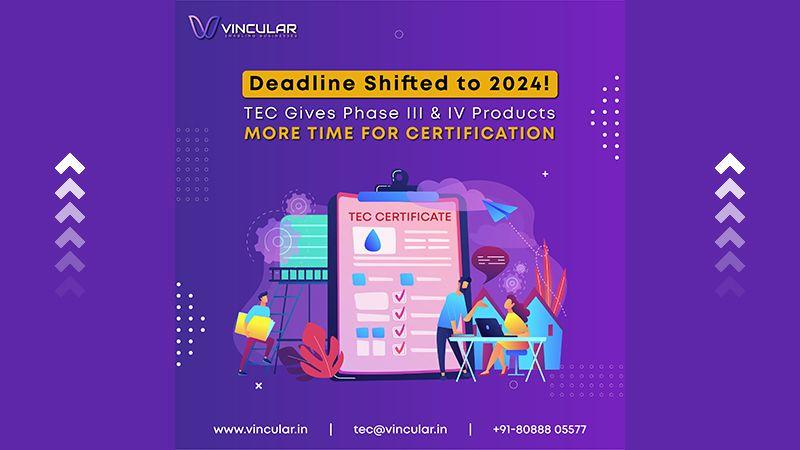 VINCULAR
ENABLING BUSINESSES
Deadline Shifted to 2024!
TEC Gives Phase III & IV Products
MORE TIME FOR CERTIFICATION
TEC CERTIFICATE
www.vincular.in | tec@vincular.in | +91-80888 05577